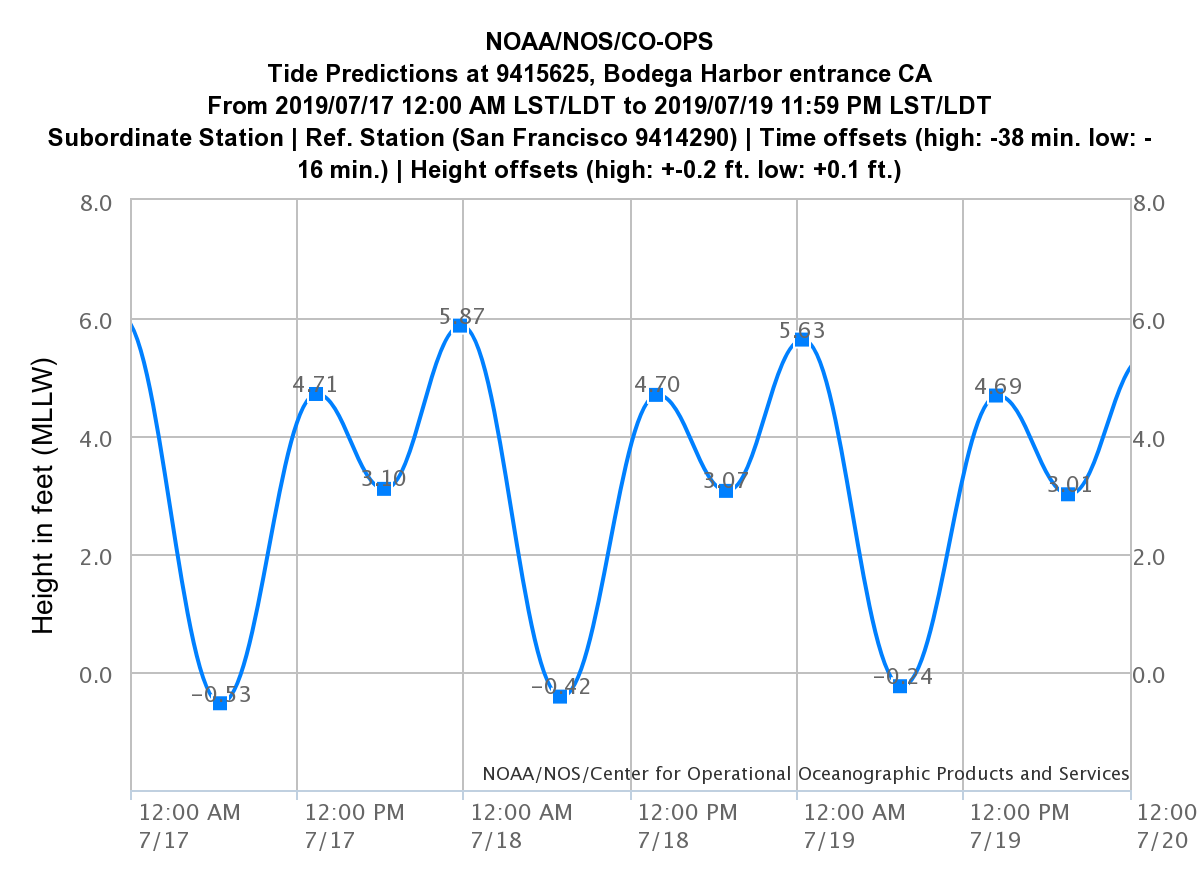 NOAA/NOS/CO-OPS
Tide Predictions at 9415625, Bodega Harbor entrance CA
From 2019/07/17 12:00 AM LST/LDT to 2019/07/19 11:59 PM LST/LDT
Subordinate Station | Ref. Station (San Francisco 9414290) | Time offsets (high: -38 min. low: -
16 min.) | Height offsets (high: +-0.2 ft. low: +0.1 ft.)
8.0 8.0
5.87
6.0 6.0
5.63
4.71 4.70 4.69
4.0 4.0
3.10 3.07 3.01
Height in feet (MLLW)
2.0 2.0
0.0 0.0
-0.53 -0.42 -0.24
NOAA/NOS/Center for Operational Oceanographic Products and Services
12:00 AM 12:00 PM 12:00 AM 12:00 PM 12:00 AM 12:00 PM 12:00
7/17 7/17 7/18 7/18 7/19 7/19 7/20